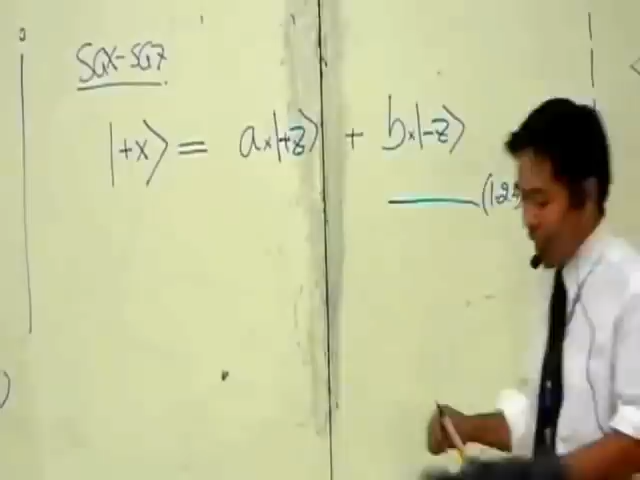 SGX-SGZ
|+x⟩ = aₓ|+z⟩ + bₓ|-z⟩